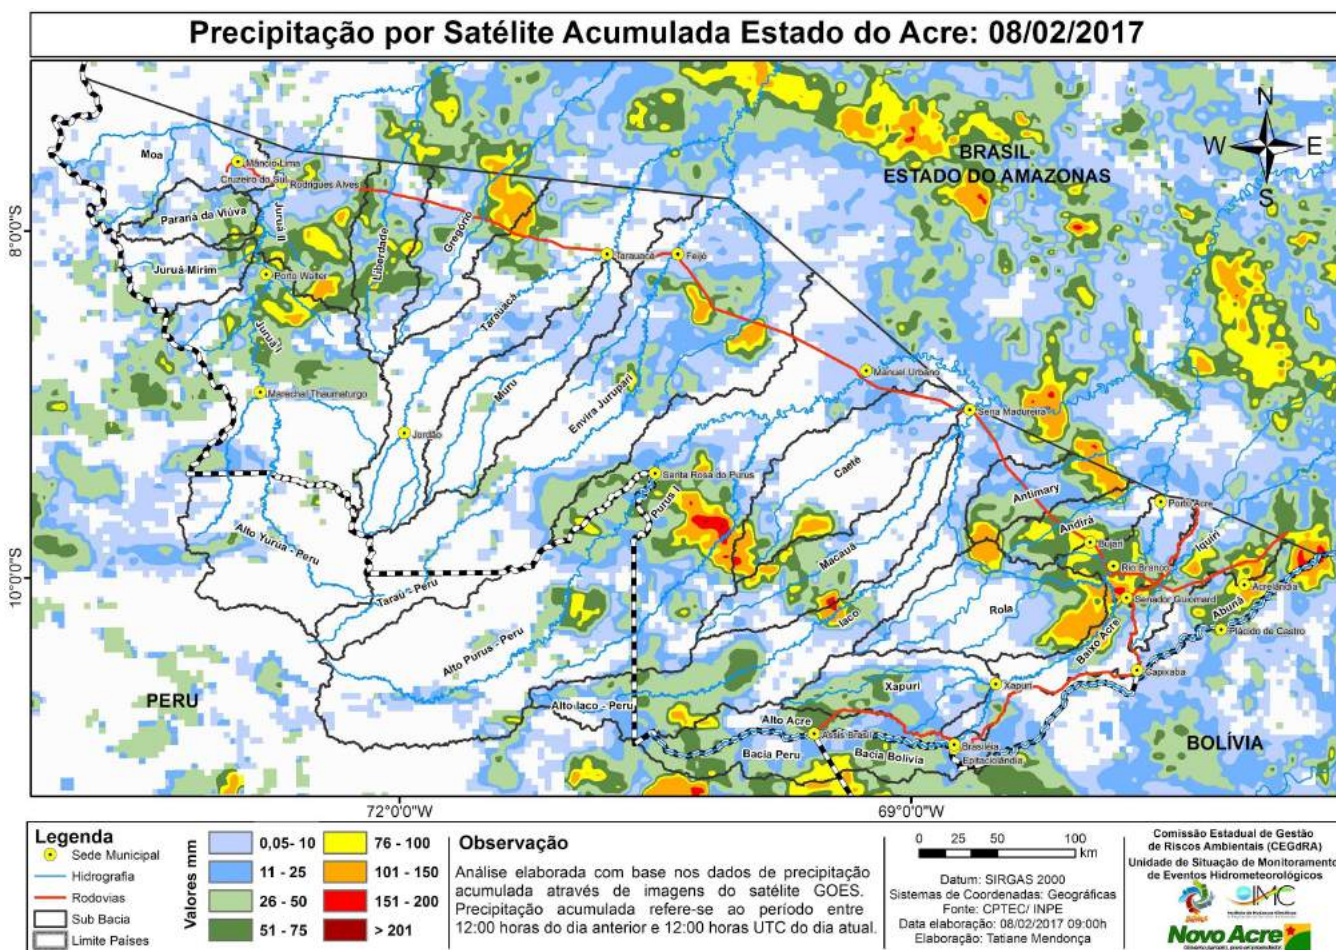 Precipitação por Satélite Acumulada Estado do Acre: 08/02/2017
N
W E
S
BRASIL
ESTADO DO AMAZONAS
Moa
Mâncio Lima
Cruzeiro do Sul
Rodrigues Alves
Paraná da Viúva
Juruá II
Juruá Mirim
Porto Walter
Liberdade
Gregório
Tarauacá
Feijó
8°0'0"S
Juruá I
Tarauacá
Muru
Envira Jurupari
Manuel Urbano
Marechal Thaumaturgo
Jordão
Sena Madureira
Santa Rosa do Purus
Purus I
Caeté
Antimary
Porto Acre
Andirá
Bujari
Iquiri
Alto Yurúa - Peru
Macauã
Rio Branco
10°0'0"S
Taraú - Peru
Iaco
Rola
Senador Guiomard
Acrelândia
Abunã
Plácido de Castro
Alto Purus - Peru
Baixo Acre
Capixaba
PERU
Alto Iaco - Peru
Xapuri
Xapuri
Alto Acre
Assis Brasil
Brasiléia
Epitaciolândia
Bacia Peru
Bacia Bolívia
BOLÍVIA
72°0'0"W
69°0'0"W
Legenda
Sede Municipal
Hidrografia
Rodovias
Sub Bacia
Limite Países
Valores mm
0,05- 10
11 - 25
26 - 50
51 - 75
76 - 100
101 - 150
151 - 200
> 201
Observação
Análise elaborada com base nos dados de precipitação
acumulada através de imagens do satélite GOES.
Precipitação acumulada refere-se ao período entre
12:00 horas do dia anterior e 12:00 horas UTC do dia atual.
0 25 50 100
km
Datum: SIRGAS 2000
Sistemas de Coordenadas: Geográficas
Fonte: CPTEC/ INPE
Data elaboração: 08/02/2017 09:00h
Elaboração: Tatiane Mendonça
Comissão Estadual de Gestão
de Riscos Ambientais (CEGdRA)
Unidade de Situação de Monitoramento
de Eventos Hidrometeorológicos
IMC
Novo Acre